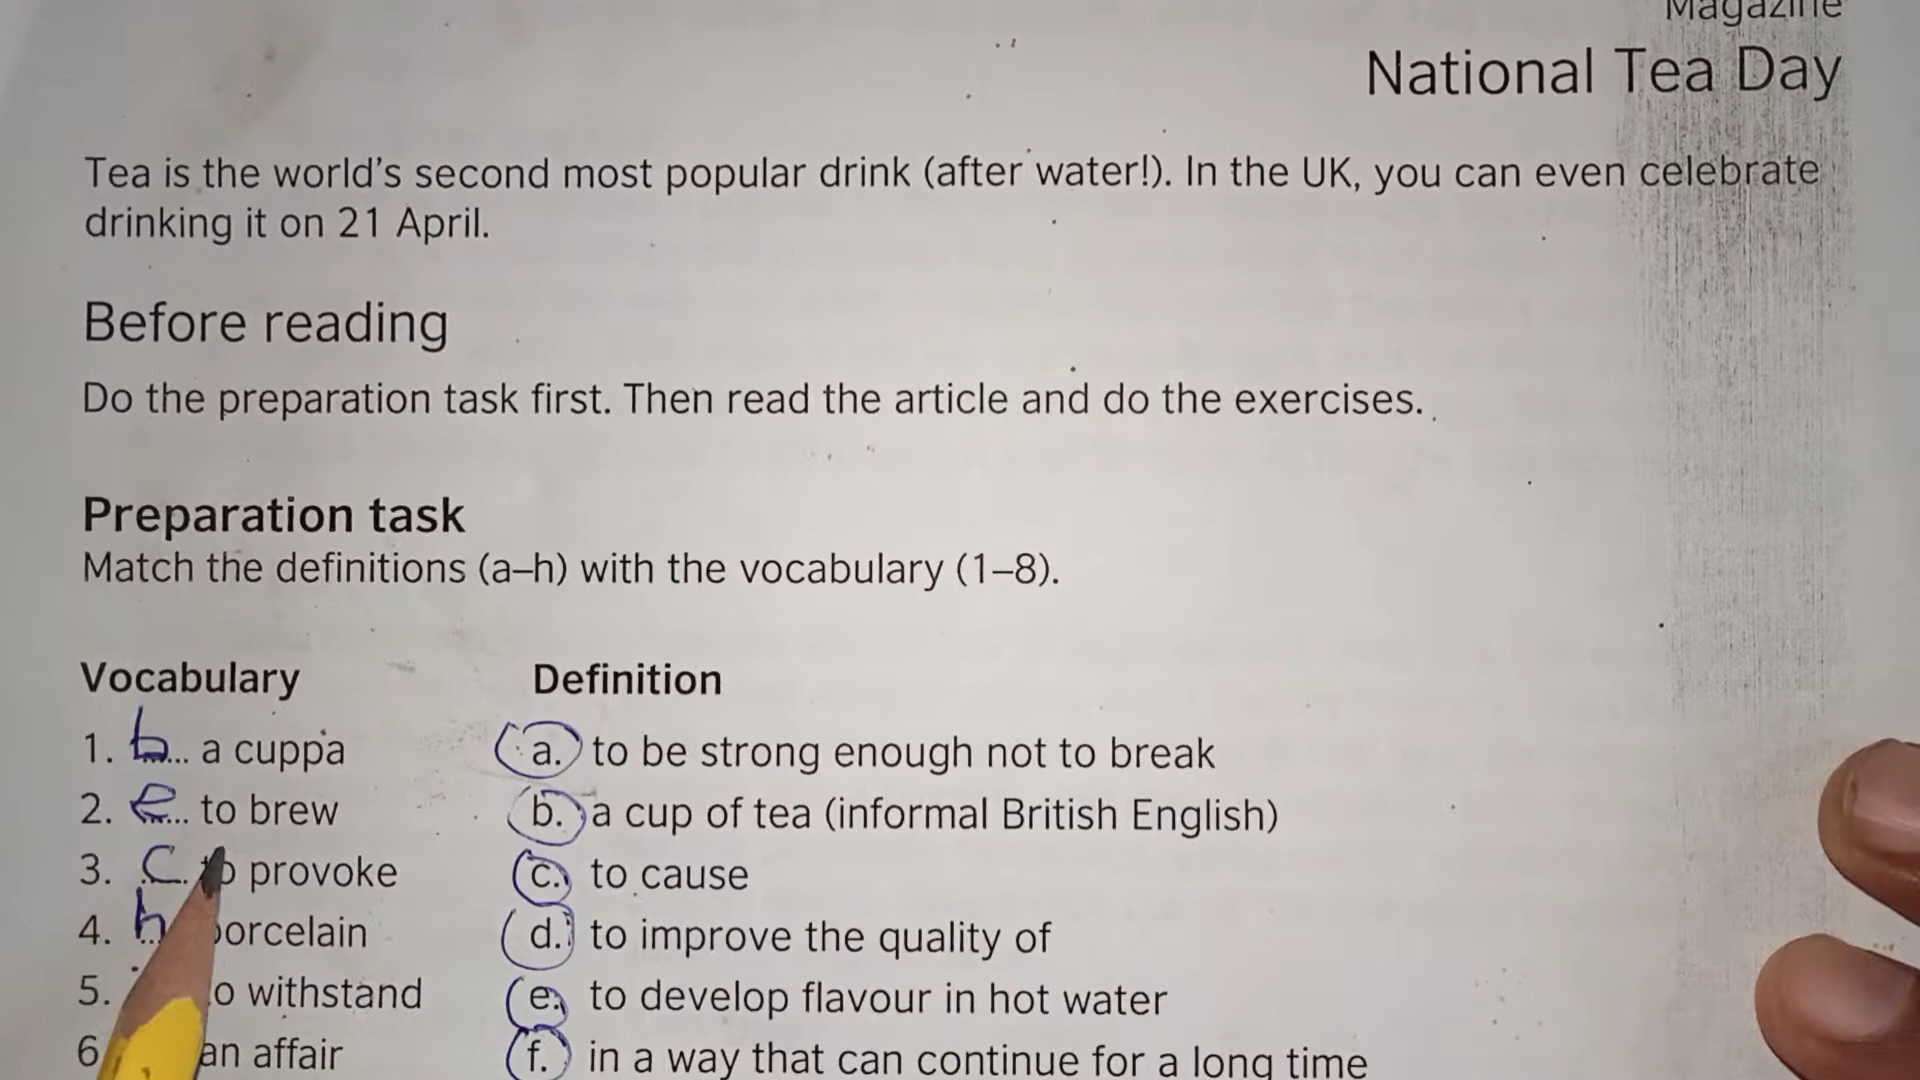 Magazine
National Tea Day
Tea is the world's second most popular drink (after water!). In the UK, you can even celebrate
drinking it on 21 April.
Before reading
Do the preparation task first. Then read the article and do the exercises.
Preparation task
Match the definitions (a–h) with the vocabulary (1–8).
Vocabulary Definition
1. b... a cuppa a. to be strong enough not to break
2. e... to brew b. a cup of tea (informal British English)
3. c. to provoke c. to cause
4. h.. porcelain d. to improve the quality of
5. to withstand e. to develop flavour in hot water
6 an affair f. in a way that can continue for a long time